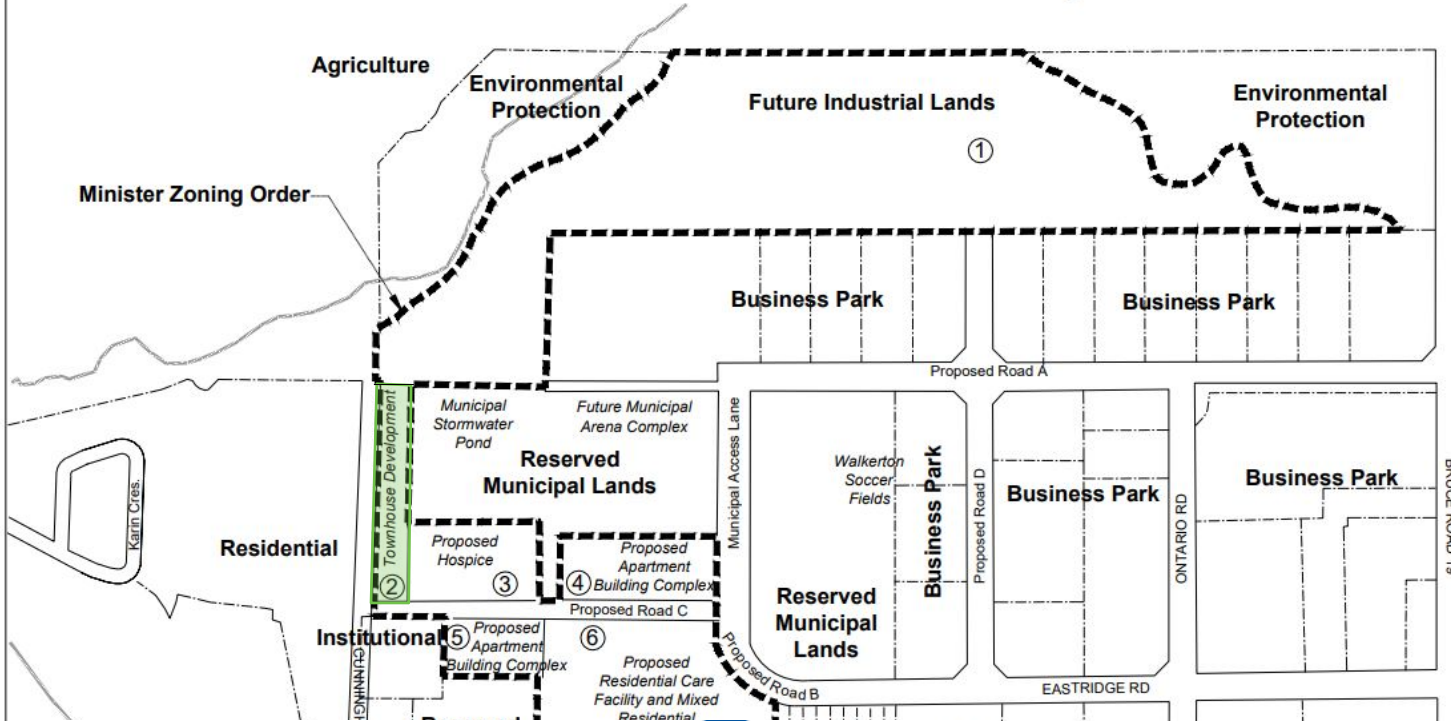 Agriculture
Environmental
Protection
Future Industrial Lands
Environmental
Protection
1
Minister Zoning Order
Business Park
Business Park
Proposed Road A
Townhouse Development
2
Municipal
Stormwater
Pond
Future Municipal
Arena Complex
Reserved
Municipal Lands
Municipal Access Lane
Walkerton
Soccer
Fields
Business Park
Proposed Road D
Business Park
ONTARIO RD
Business Park
Karin Cres.
Residential
Proposed
Hospice
3
4
Proposed
Apartment
Building Complex
Proposed Road C
Reserved
Municipal
Lands
Institutional
5
Proposed
Apartment
Building Complex
6
Proposed
Residential Care
Facility and Mixed
Residential
Proposed Road B
EASTRIDGE RD